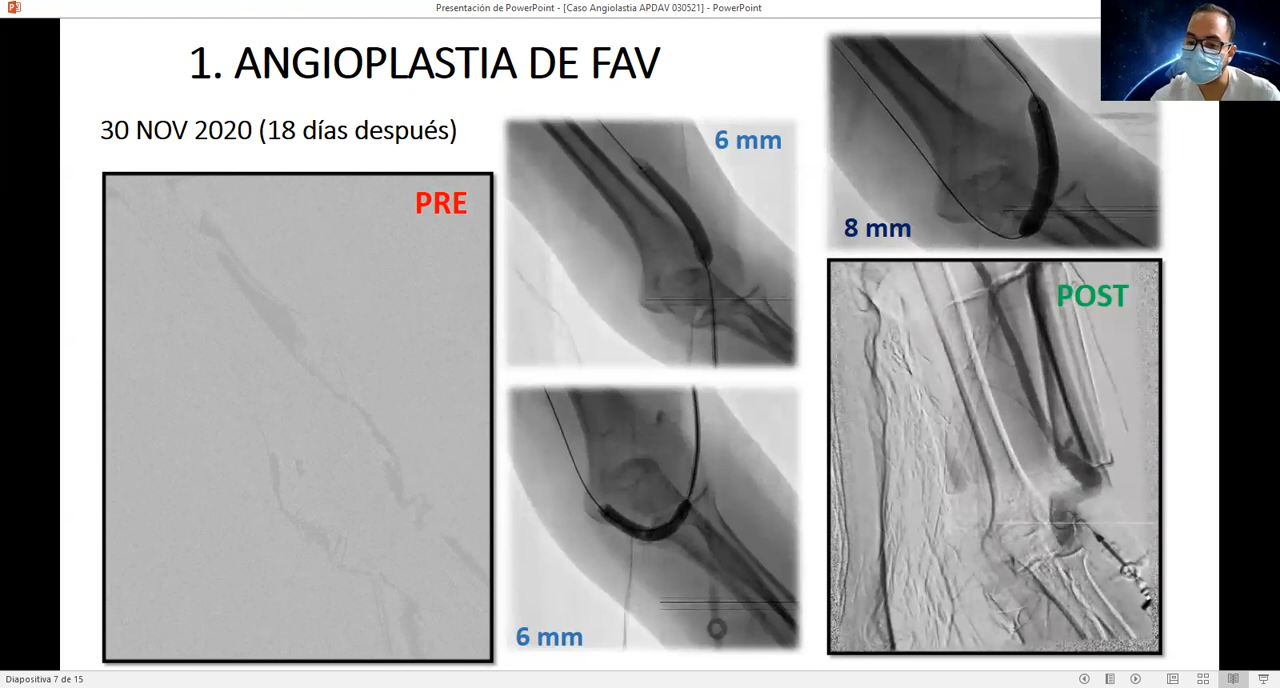 Presentación de PowerPoint - [Caso Angiolastia APDAV 030521] - PowerPoint
1. ANGIOPLASTIA DE FAV
30 NOV 2020 (18 días después)
PRE
6 mm
6 mm
8 mm
POST
Diapositiva 7 de 15